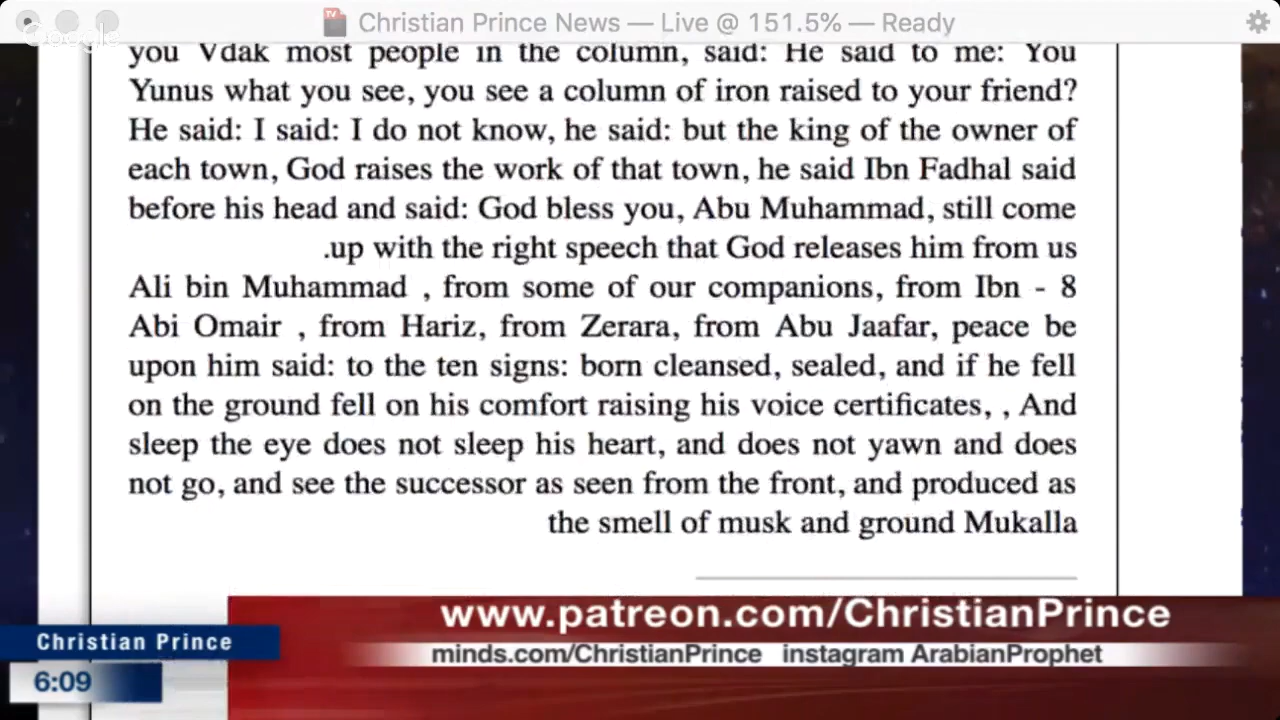 Christian Prince News — Live @ 151.5% — Ready
Google
you Vdak most people in the column, said: He said to me: You
Yunus what you see, you see a column of iron raised to your friend?
He said: I said: I do not know, he said: but the king of the owner of
each town, God raises the work of that town, he said Ibn Fadhal said
before his head and said: God bless you, Abu Muhammad, still come
.up with the right speech that God releases him from us
Ali bin Muhammad , from some of our companions, from Ibn - 8
Abi Omair , from Hariz, from Zerara, from Abu Jaafar, peace be
upon him said: to the ten signs: born cleansed, sealed, and if he fell
on the ground fell on his comfort raising his voice certificates, , And
sleep the eye does not sleep his heart, and does not yawn and does
not go, and see the successor as seen from the front, and produced as
the smell of musk and ground Mukalla
www.patreon.com/ChristianPrince
Christian Prince
minds.com/ChristianPrince instagram ArabianProphet
6:09